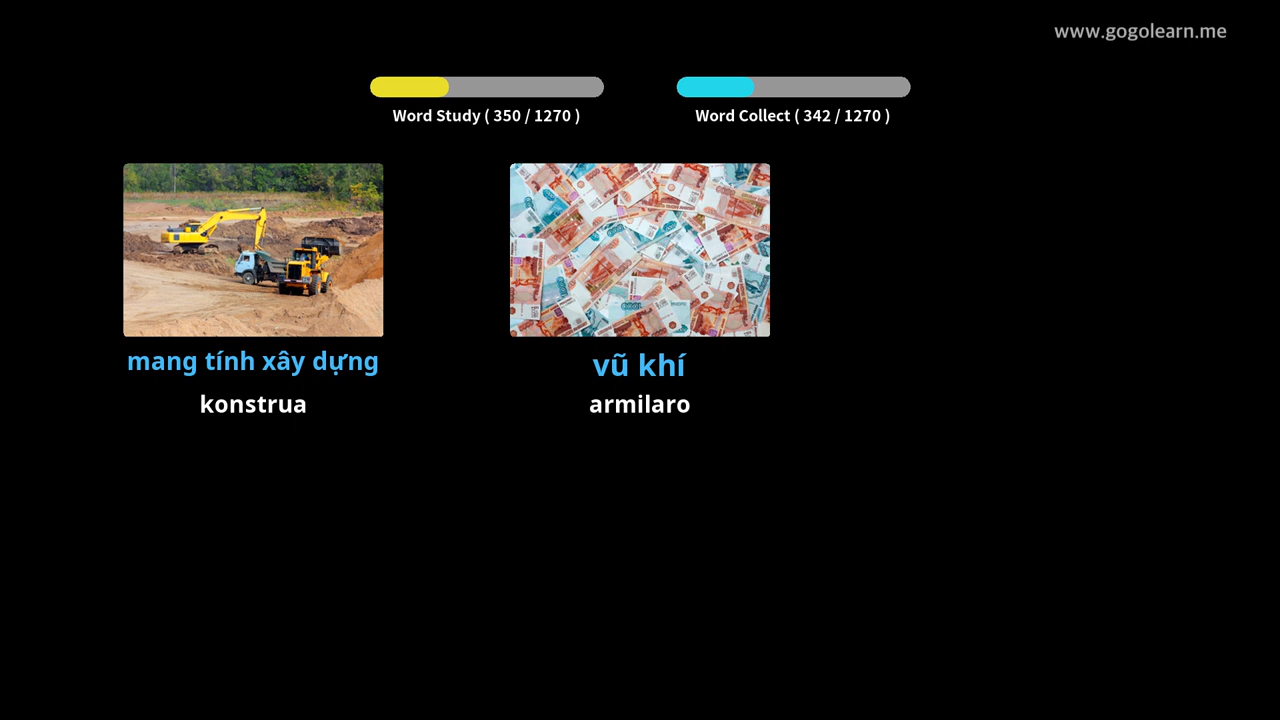 www.gogolearn.me
Word Study ( 350 / 1270 )
Word Collect ( 342 / 1270 )
mang tính xây dựng
konstrua
vũ khí
armilaro